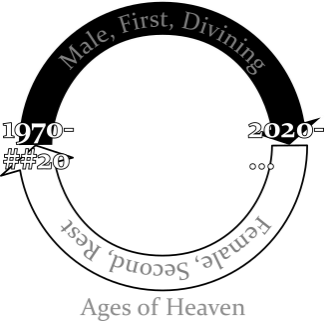 Male, First, Divining
1970-
##20
2020-
...
Female, Second, Rest
Ages of Heaven